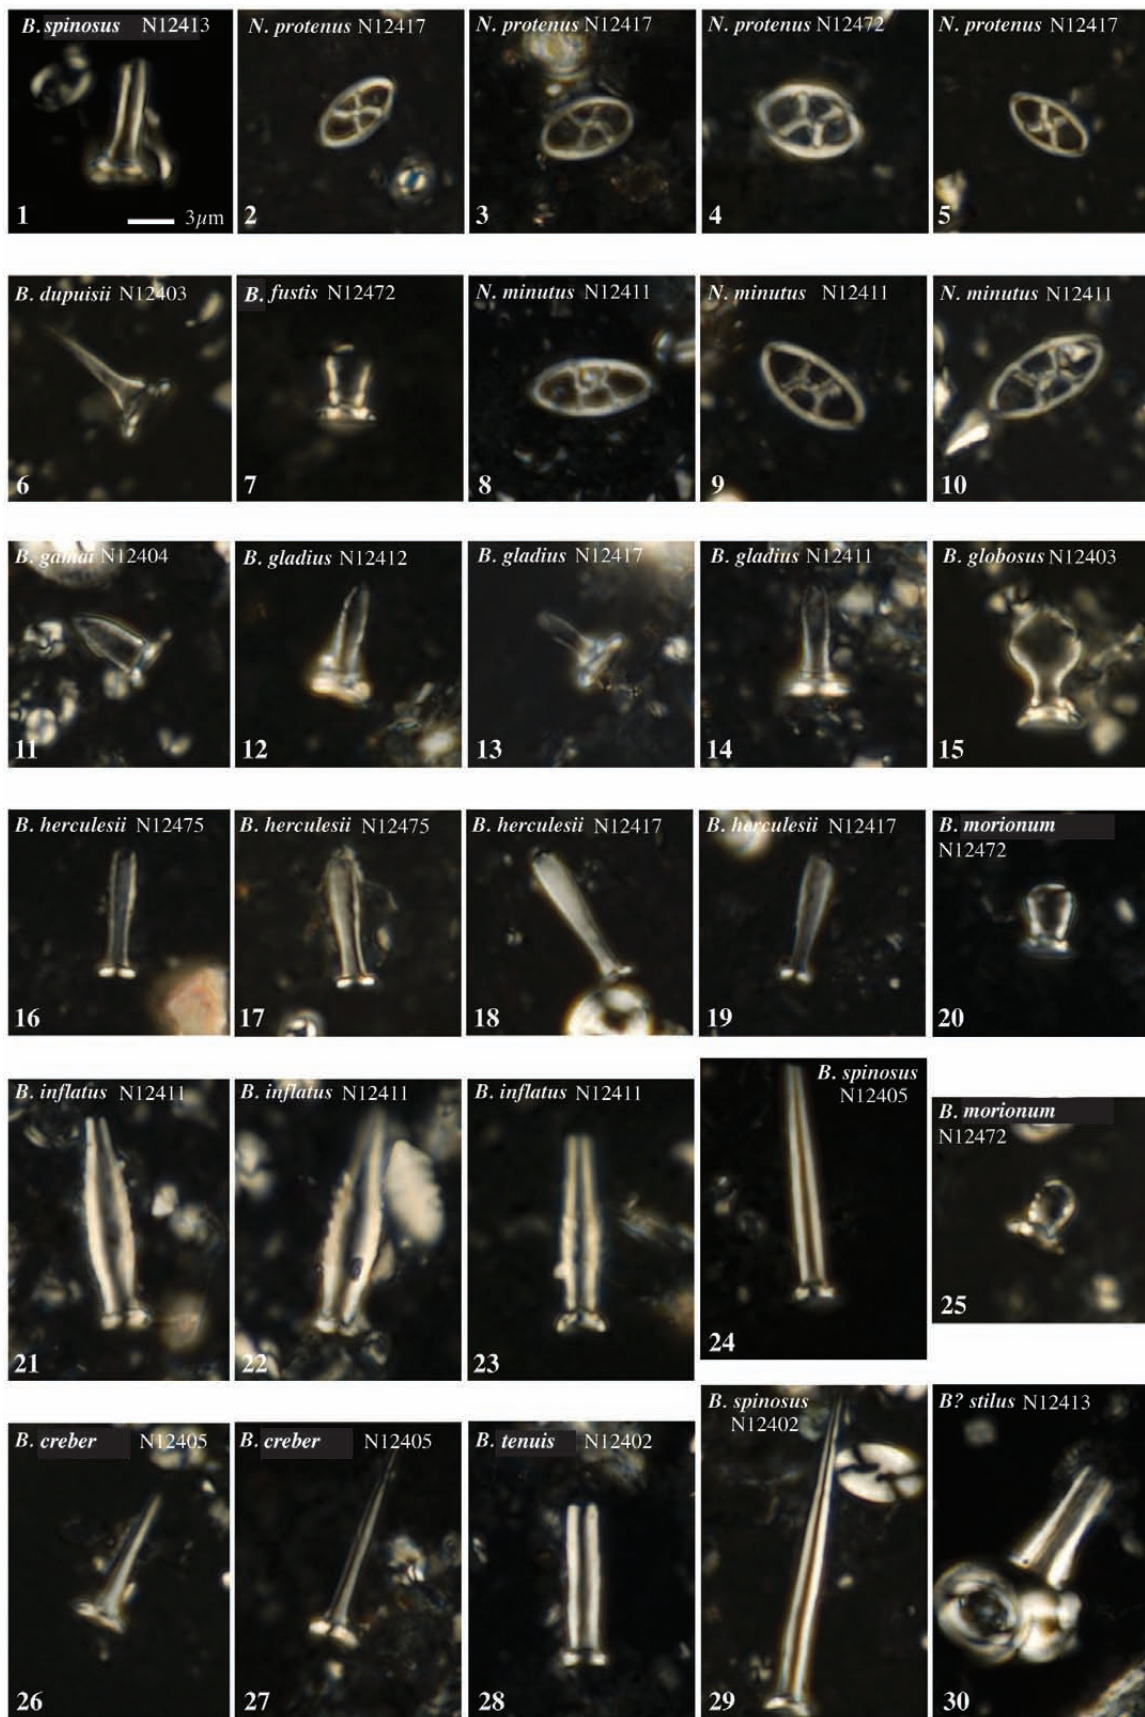 B. spinosus N12413
1
3µm
N. protenus N12417
2
N. protenus N12417
3
N. protenus N12472
4
N. protenus N12417
5
B. dupuisii N12403
6
B. fustis N12472
7
N. minutus N12411
8
N. minutus N12411
9
N. minutus N12411
10
B. gamai N12404
11
B. gladius N12412
12
B. gladius N12417
13
B. gladius N12411
14
B. globosus N12403
15
B. herculesii N12475
16
B. herculesii N12475
17
B. herculesii N12417
18
B. herculesii N12417
19
B. morionum
N12472
20
B. inflatus N12411
21
B. inflatus N12411
22
B. inflatus N12411
23
B. spinosus
N12405
24
B. morionum
N12472
25
B. creber N12405
26
B. creber N12405
27
B. tenuis N12402
28
B. spinosus
N12402
29
B? stilus N12413
30